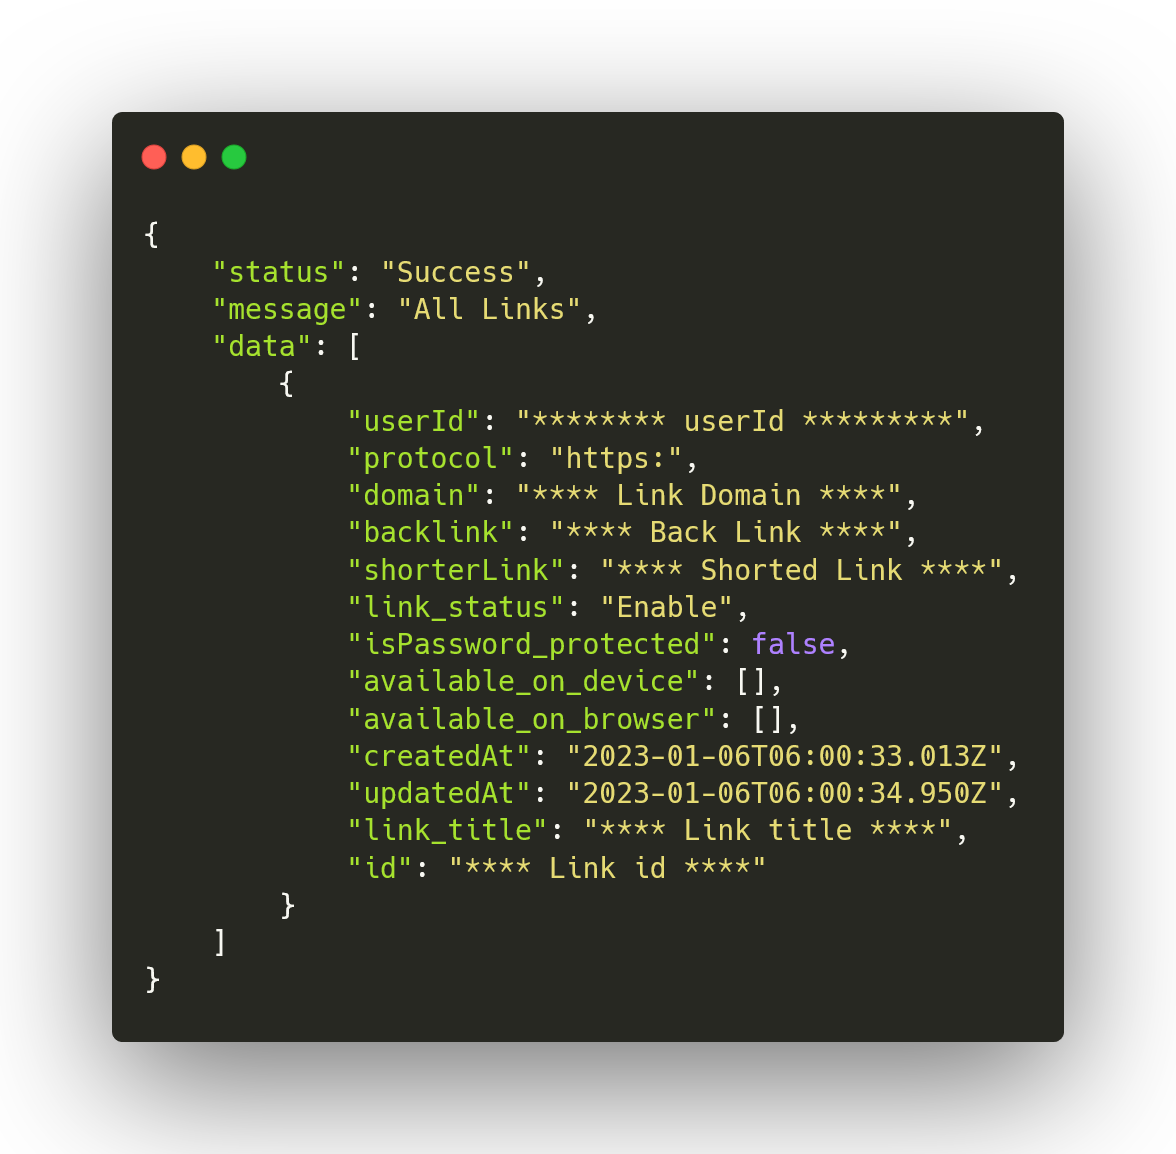 {
    "status": "Success",
    "message": "All Links",
    "data": [
        {
            "userId": "******** userId *********",
            "protocol": "https:",
            "domain": "**** Link Domain ****",
            "backlink": "**** Back Link ****",
            "shorterLink": "**** Shorted Link ****",
            "link_status": "Enable",
            "isPassword_protected": false,
            "available_on_device": [],
            "available_on_browser": [],
            "createdAt": "2023-01-06T06:00:33.013Z",
            "updatedAt": "2023-01-06T06:00:34.950Z",
            "link_title": "**** Link title ****",
            "id": "**** Link id ****"
        }
    ]
}